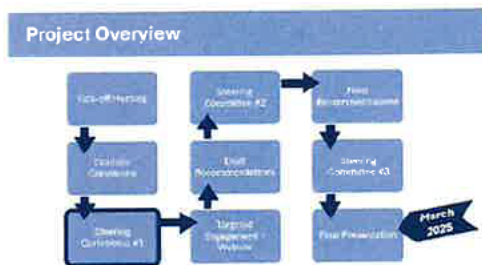 Project Overview
Kick-off Meeting
Steering
Committee #1
Targeted
Engagement -
Website
Draft
Recommendations
Steering
Committee #2
Final
Recommendations
Steering
Committee #3
Final Presentation
March
2025